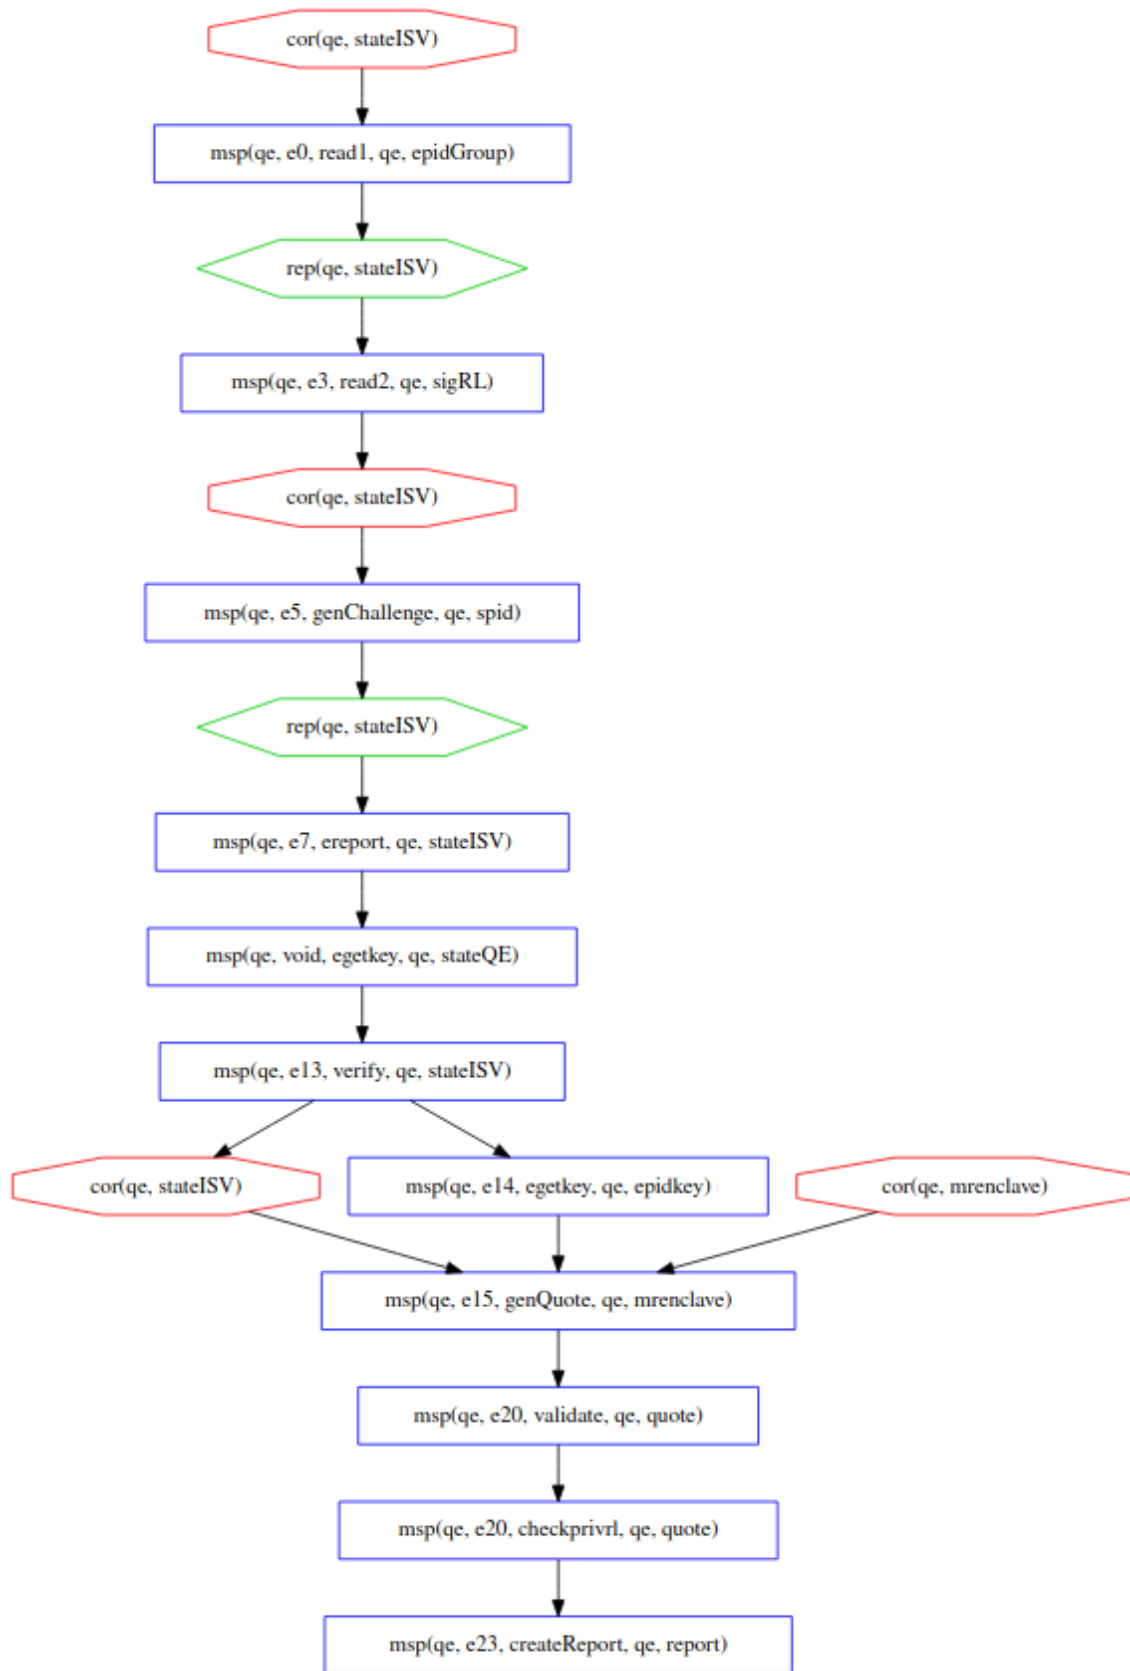 cor(qe, stateISV)
msp(qe, e0, read1, qe, epidGroup)
rep(qe, stateISV)
msp(qe, e3, read2, qe, sigRL)
cor(qe, stateISV)
msp(qe, e5, genChallenge, qe, spid)
rep(qe, stateISV)
msp(qe, e7, ereport, qe, stateISV)
msp(qe, void, egetkey, qe, stateQE)
msp(qe, e13, verify, qe, stateISV)
cor(qe, stateISV)
msp(qe, e14, egetkey, qe, epidkey)
cor(qe, mrenclave)
msp(qe, e15, genQuote, qe, mrenclave)
msp(qe, e20, validate, qe, quote)
msp(qe, e20, checkprivrl, qe, quote)
msp(qe, e23, createReport, qe, report)